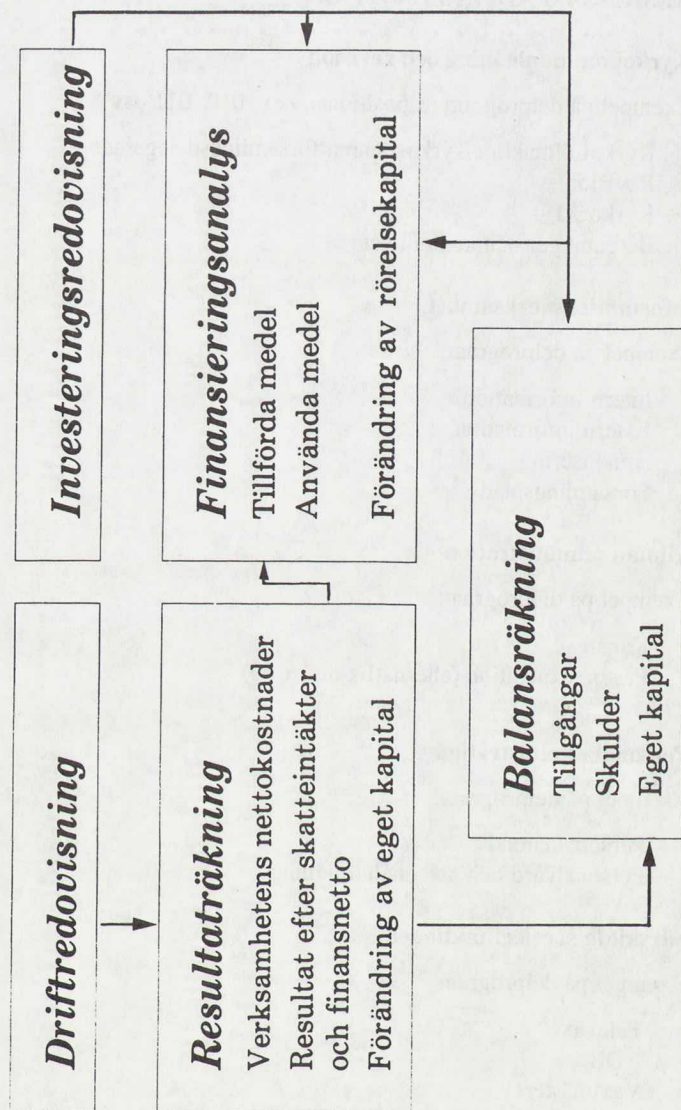 Driftredovisning
Investeringsredovisning
Resultaträkning
Verksamhetens nettokostnader
Resultat efter skatteintäkter
och finansnetto
Förändring av eget kapital
Finansieringsanalys
Tillförda medel
Använda medel
Förändring av rörelsekapital
Balansräkning
Tillgångar
Skulder
Eget kapital